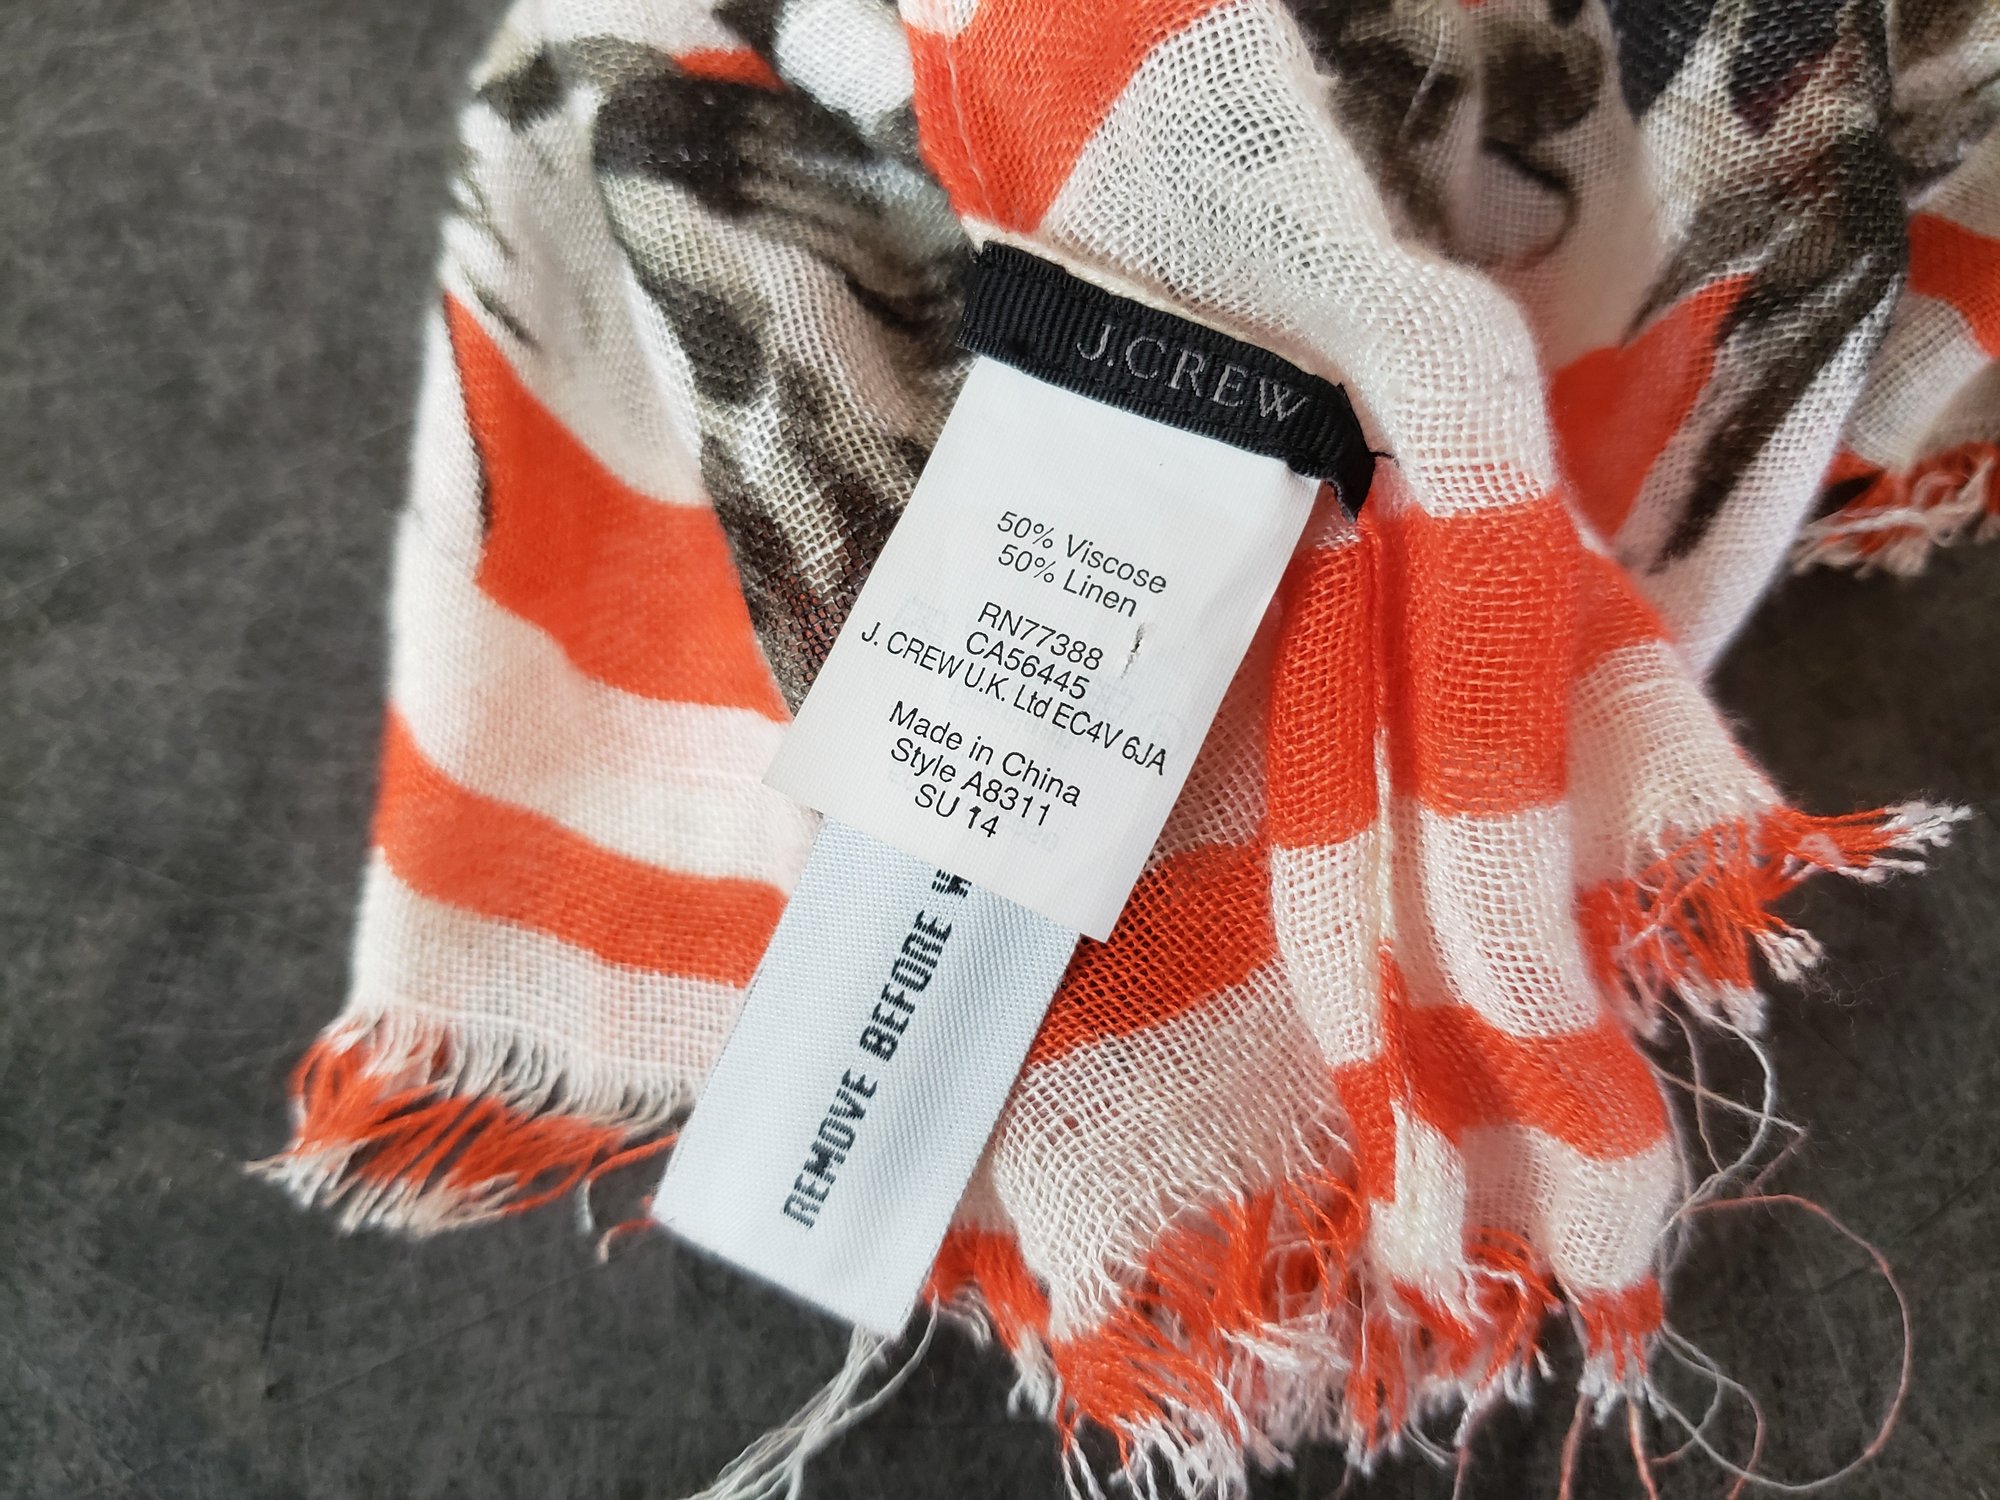 J.CREW
50% Viscose
50% Linen
RN77388
CA56445
J. CREW U.K. Ltd EC4V 6JA
Made in China
Style A8311
SU 14
REMOVE BEFORE